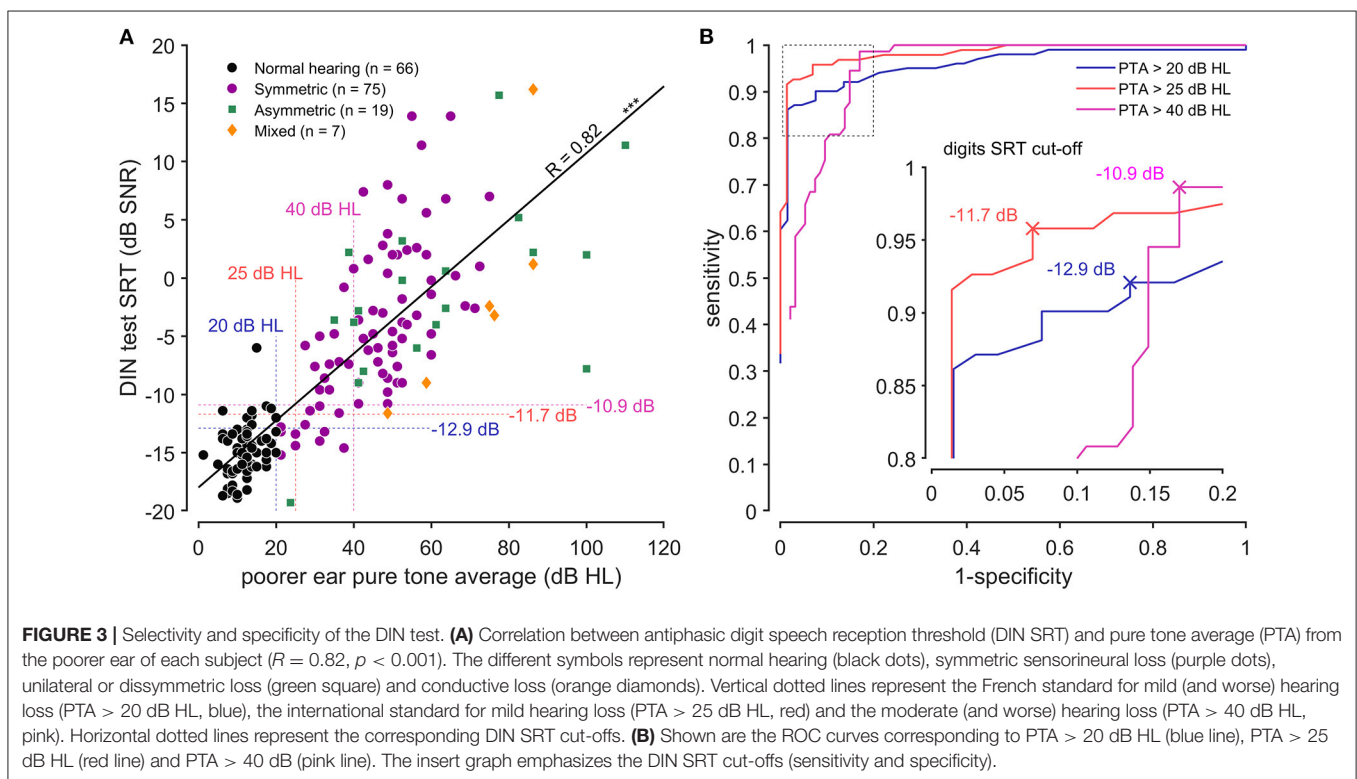 A
20
15
10
5
0
-5
-10
-15
-20
DIN test SRT (dB SNR)
Normal hearing (n = 66)
Symmetric (n = 75)
Asymmetric (n = 19)
Mixed (n = 7)
R = 0.82
***
40 dB HL
25 dB HL
20 dB HL
-10.9 dB
-11.7 dB
-12.9 dB
0 20 40 60 80 100 120
poorer ear pure tone average (dB HL)
B
1
0.9
0.8
0.7
0.6
0.5
0.4
0.3
0.2
0.1
0
sensitivity
PTA > 20 dB HL
PTA > 25 dB HL
PTA > 40 dB HL
digits SRT cut-off
1
0.95
0.9
0.85
0.8
-10.9 dB
-11.7 dB
-12.9 dB
0 0.05 0.1 0.15 0.2
0 0.2 0.4 0.6 0.8 1
1-specificity
FIGURE 3 | Selectivity and specificity of the DIN test. (A) Correlation between antiphasic digit speech reception threshold (DIN SRT) and pure tone average (PTA) from
the poorer ear of each subject (R = 0.82, p < 0.001). The different symbols represent normal hearing (black dots), symmetric sensorineural loss (purple dots),
unilateral or dissymmetric loss (green square) and conductive loss (orange diamonds). Vertical dotted lines represent the French standard for mild (and worse) hearing
loss (PTA > 20 dB HL, blue), the international standard for mild hearing loss (PTA > 25 dB HL, red) and the moderate (and worse) hearing loss (PTA > 40 dB HL,
pink). Horizontal dotted lines represent the corresponding DIN SRT cut-offs. (B) Shown are the ROC curves corresponding to PTA > 20 dB HL (blue line), PTA > 25
dB HL (red line) and PTA > 40 dB (pink line). The insert graph emphasizes the DIN SRT cut-offs (sensitivity and specificity).